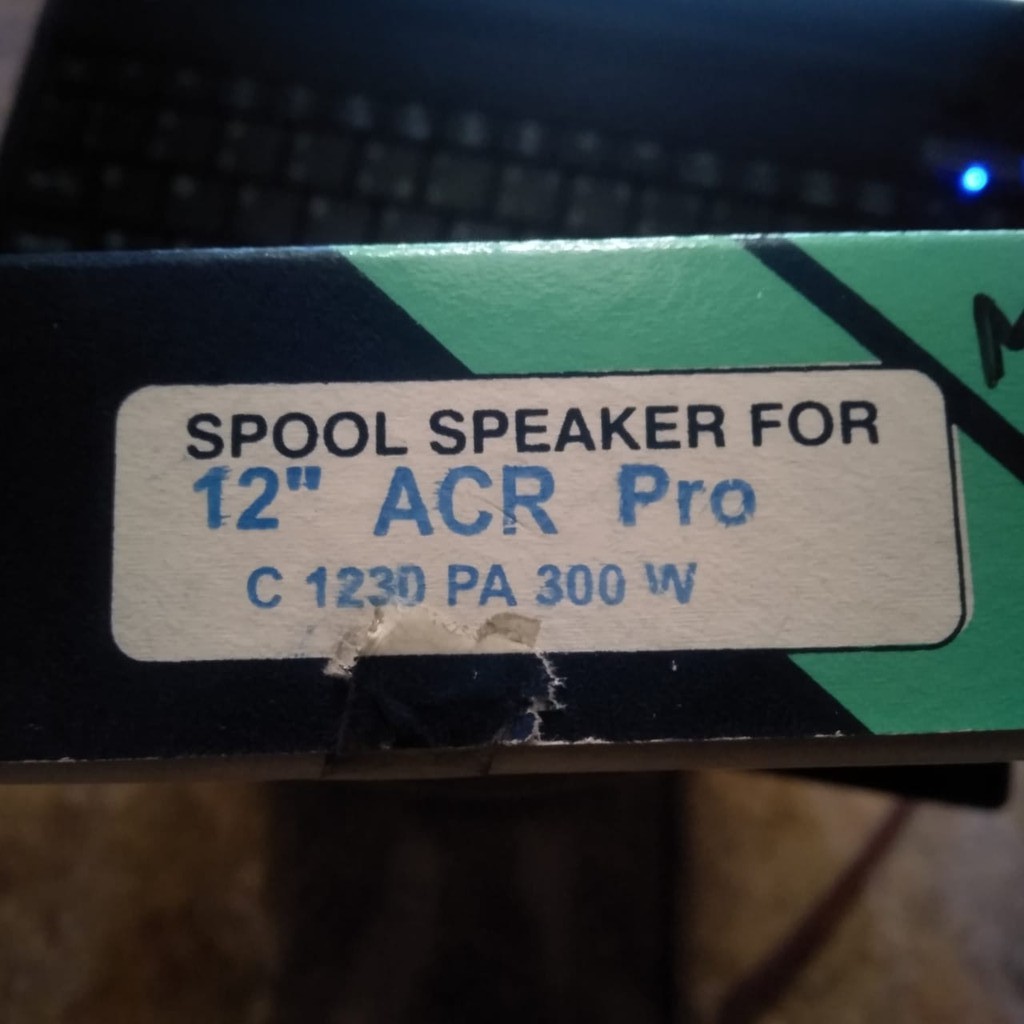 SPOOL SPEAKER FOR
12" ACR Pro
C 1230 PA 300 W